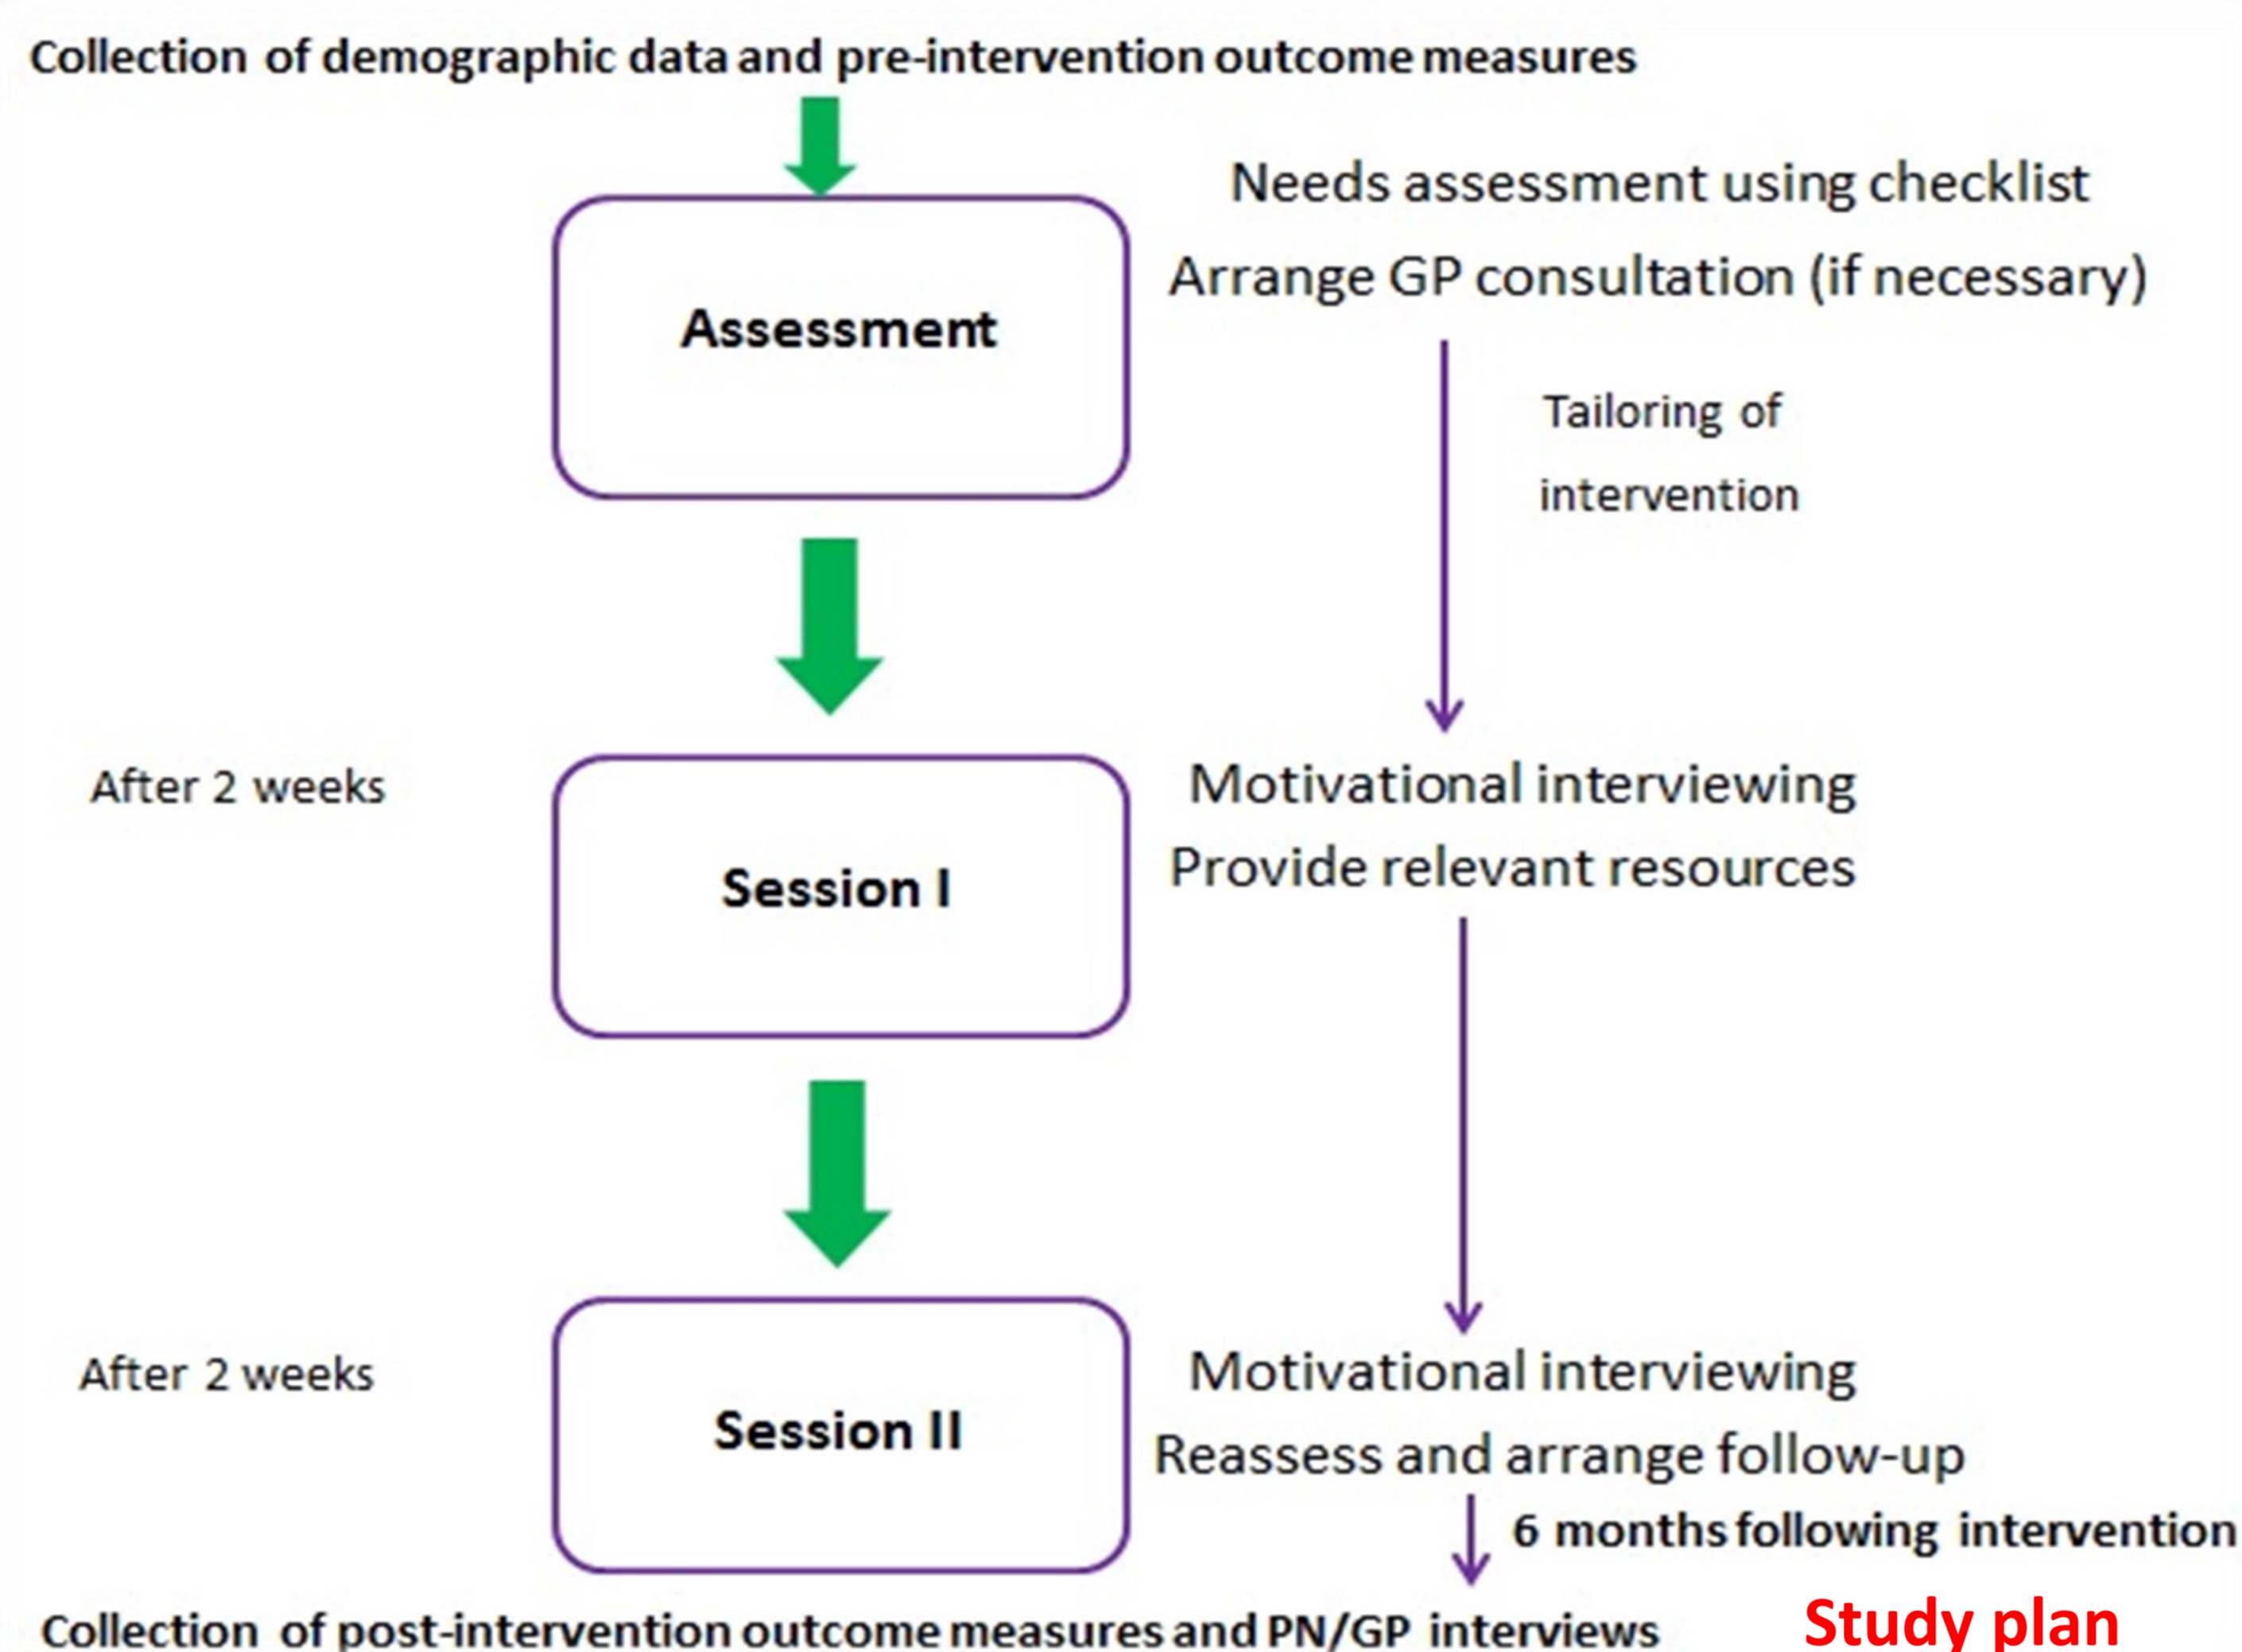 Collection of demographic data and pre-intervention outcome measures
Needs assessment using checklist
Arrange GP consultation (if necessary)
Assessment
Tailoring of
intervention
After 2 weeks
Motivational interviewing
Provide relevant resources
Session I
After 2 weeks
Motivational interviewing
Session II
Reassess and arrange follow-up
6 months following intervention
Collection of post-intervention outcome measures and PN/GP interviews
Study plan